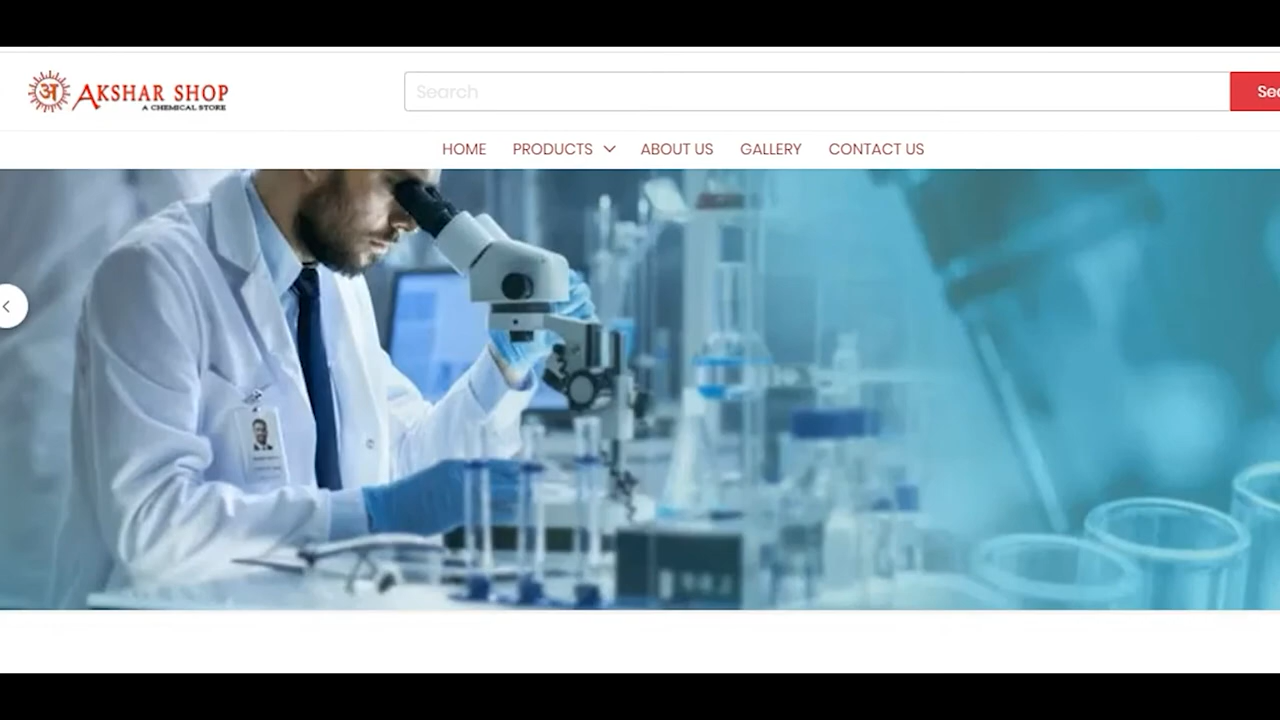 अ AKSHAR SHOP
A CHEMICAL STORE
Search
HOME PRODUCTS ABOUT US GALLERY CONTACT US